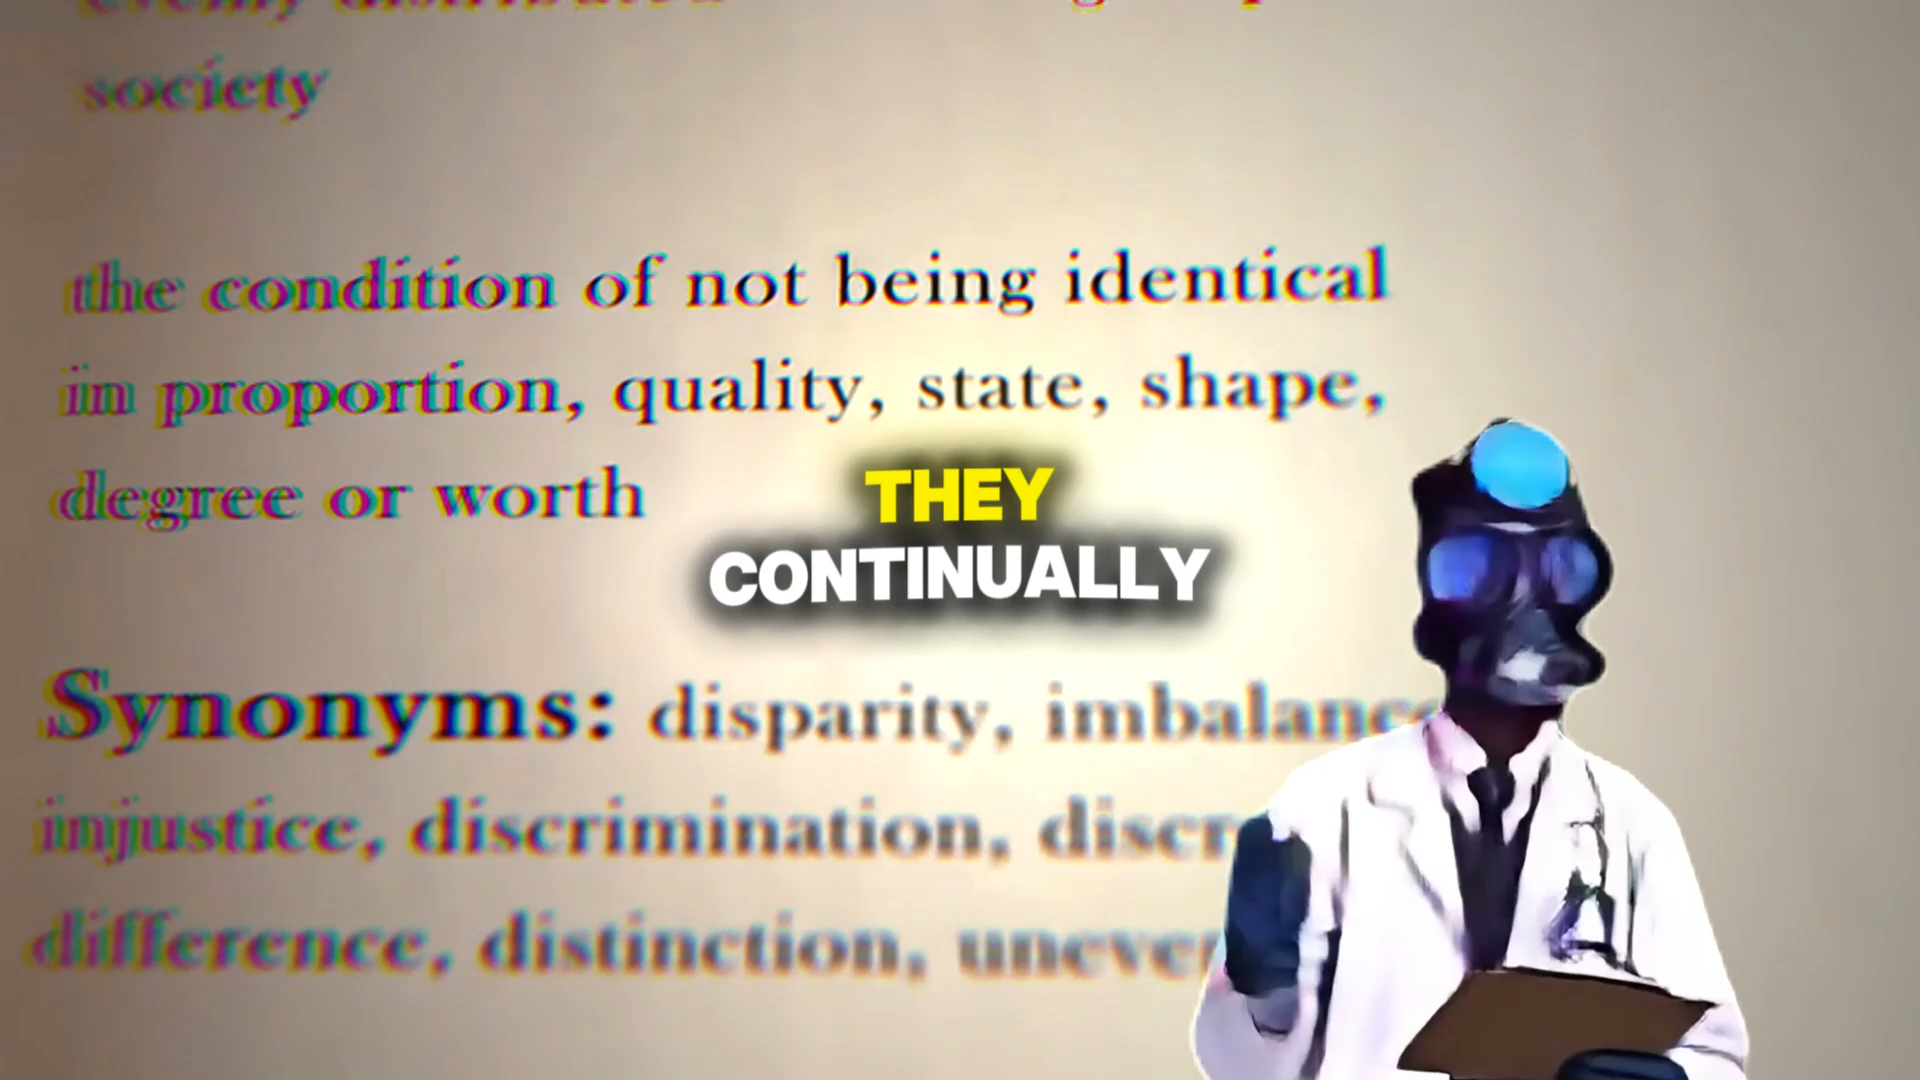 society
the condition of not being identical
in proportion, quality, state, shape,
degree or worth
THEY
CONTINUALLY
Synonyms: disparity, imbalance
injustice, discrimination,
difference, distinction,